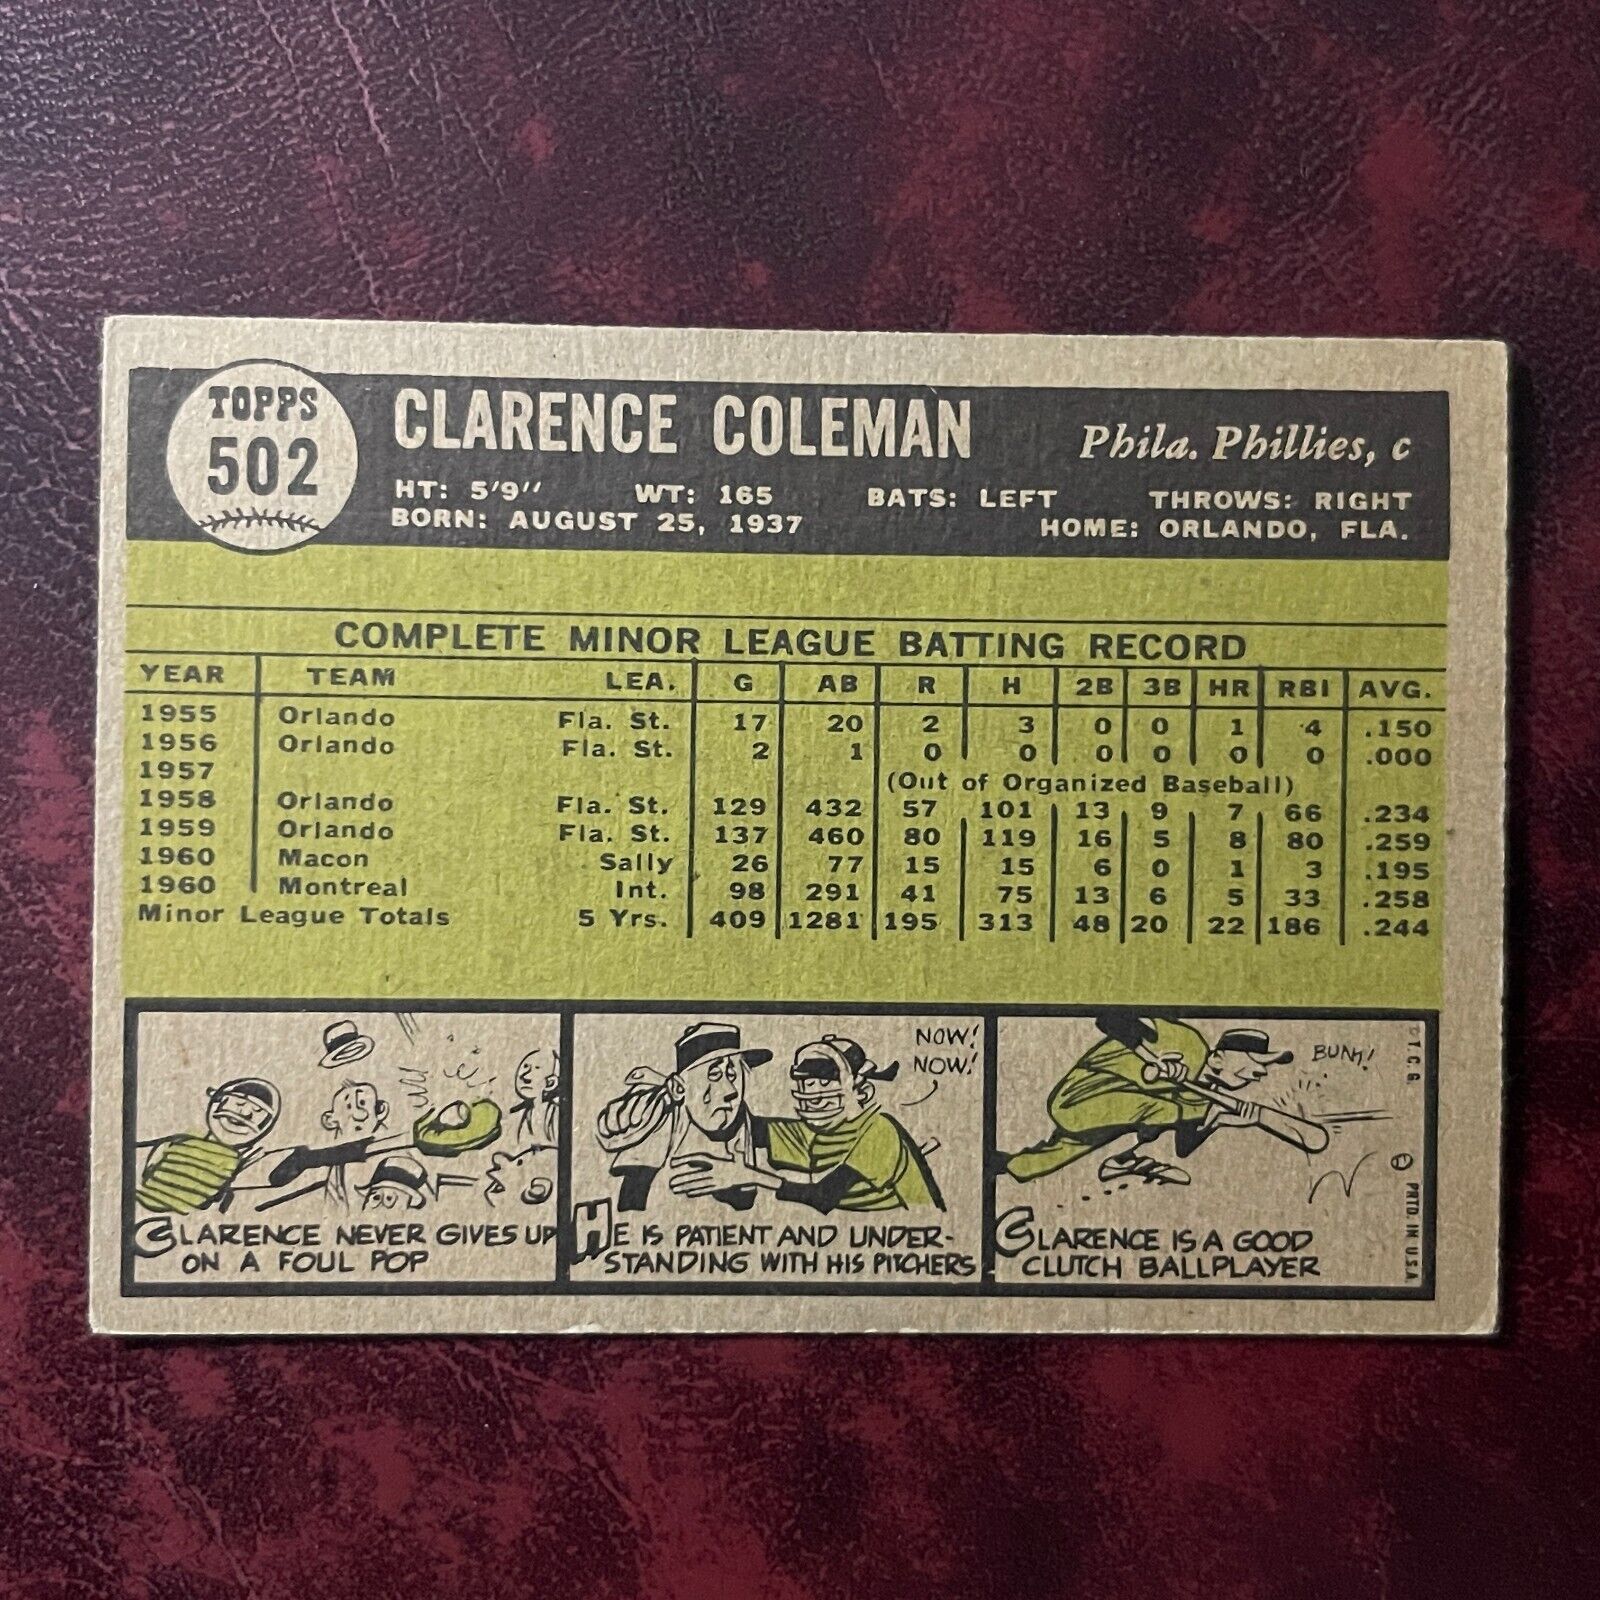 TOPPS
502
CLARENCE COLEMAN
Phila. Phillies, c
HT: 5'9" WT: 165 BATS: LEFT THROWS: RIGHT
BORN: AUGUST 25, 1937 HOME: ORLANDO, FLA.
COMPLETE MINOR LEAGUE BATTING RECORD
YEAR TEAM LEA. G AB R H 2B 3B HR RBI AVG.
1955 Orlando Fla. St. 17 20 2 3 0 0 1 4 .150
1956 Orlando Fla. St. 2 1 0 0 0 0 0 0 .000
1957 (Out of Organized Baseball)
1958 Orlando Fla. St. 129 432 57 101 13 9 7 66 .234
1959 Orlando Fla. St. 137 460 80 119 16 5 8 80 .259
1960 Macon Sally 26 77 15 15 6 0 1 3 .195
1960 Montreal Int. 98 291 41 75 13 6 5 33 .258
Minor League Totals 5 Yrs. 409 1281 195 313 48 20 22 186 .244
CLARENCE NEVER GIVES UP
ON A FOUL POP
NOW!
NOW!
HE IS PATIENT AND UNDER-
STANDING WITH HIS PITCHERS
BUNK!
CLARENCE IS A GOOD
CLUTCH BALLPLAYER
© T.C.G. PRTD. IN U.S.A.